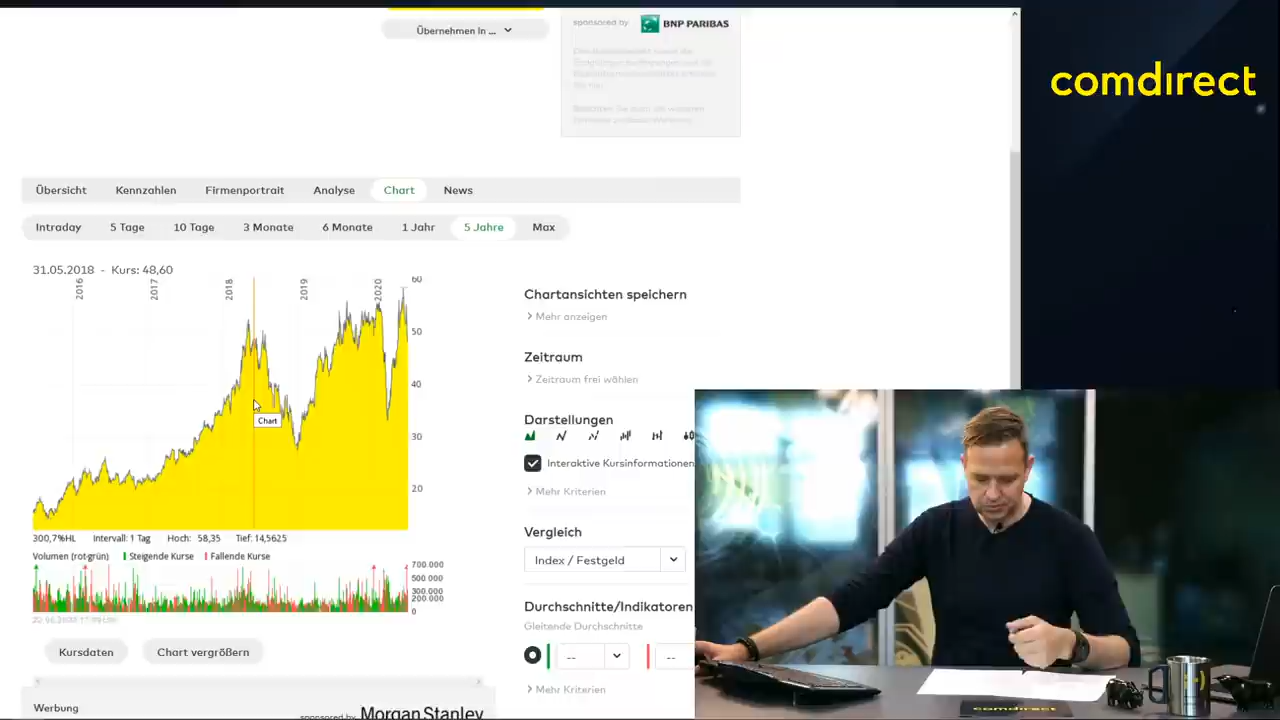 Übernehmen in ...
sponsored by BNP PARIBAS
comdirect
Übersicht Kennzahlen Firmenportrait Analyse Chart News
Intraday 5 Tage 10 Tage 3 Monate 6 Monate 1 Jahr 5 Jahre Max
31.05.2018 - Kurs: 48,60
2016 2017 2018 2019 2020
60
50
40
30
20
Chart
300,7%HL Intervall: 1 Tag Hoch: 58,35 Tief: 14,5625
Volumen (rot-grün) Steigende Kurse Fallende Kurse
700.000
500.000
300.000
200.000
0
Kursdaten Chart vergrößern
Werbung
sponsored by Morgan Stanley
Chartansichten speichern
Mehr anzeigen
Zeitraum
Zeitraum frei wählen
Darstellungen
Interaktive Kursinformationen
Mehr Kriterien
Vergleich
Index / Festgeld
Durchschnitte/Indikatoren
Gleitende Durchschnitte
-- --
Mehr Kriterien
comdirect